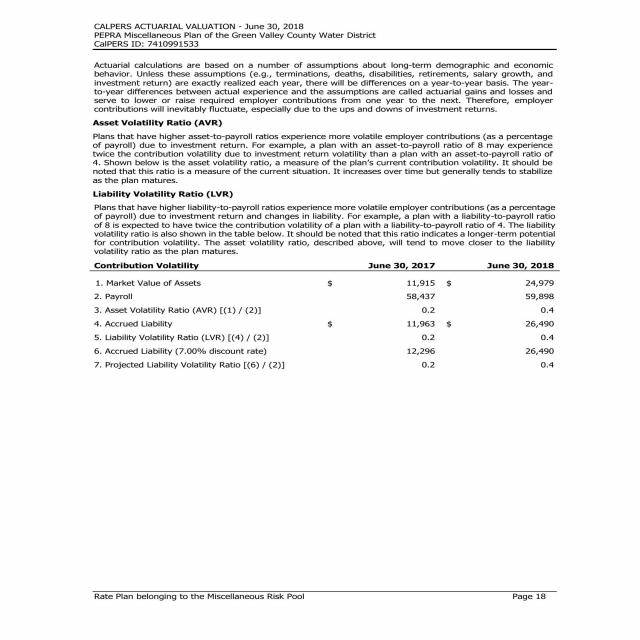 CALPERS ACTUARIAL VALUATION - June 30, 2018
PEPRA Miscellaneous Plan of the Green Valley County Water District
CalPERS ID: 7410991533
Actuarial calculations are based on a number of assumptions about long-term demographic and economic
behavior. Unless these assumptions (e.g., terminations, deaths, disabilities, retirements, salary growth, and
investment return) are exactly realized each year, there will be differences on a year-to-year basis. The year-
to-year differences between actual experience and the assumptions are called actuarial gains and losses and
serve to lower or raise required employer contributions from one year to the next. Therefore, employer
contributions will inevitably fluctuate, especially due to the ups and downs of investment returns.
Asset Volatility Ratio (AVR)
Plans that have higher asset-to-payroll ratios experience more volatile employer contributions (as a percentage
of payroll) due to investment return. For example, a plan with an asset-to-payroll ratio of 8 may experience
twice the contribution volatility due to investment return volatility than a plan with an asset-to-payroll ratio of
4. Shown below is the asset volatility ratio, a measure of the plan's current contribution volatility. It should be
noted that this ratio is a measure of the current situation. It increases over time but generally tends to stabilize
as the plan matures.
Liability Volatility Ratio (LVR)
Plans that have higher liability-to-payroll ratios experience more volatile employer contributions (as a percentage
of payroll) due to investment return and changes in liability. For example, a plan with a liability-to-payroll ratio
of 8 is expected to have twice the contribution volatility of a plan with a liability-to-payroll ratio of 4. The liability
volatility ratio is also shown in the table below. It should be noted that this ratio indicates a longer-term potential
for contribution volatility. The asset volatility ratio, described above, will tend to move closer to the liability
volatility ratio as the plan matures.
Contribution Volatility June 30, 2017 June 30, 2018
1. Market Value of Assets $ 11,915 $ 24,979
2. Payroll 58,437 59,898
3. Asset Volatility Ratio (AVR) [(1) / (2)] 0.2 0.4
4. Accrued Liability $ 11,963 $ 26,490
5. Liability Volatility Ratio (LVR) [(4) / (2)] 0.2 0.4
6. Accrued Liability (7.00% discount rate) 12,296 26,490
7. Projected Liability Volatility Ratio [(6) / (2)] 0.2 0.4
Rate Plan belonging to the Miscellaneous Risk Pool Page 18